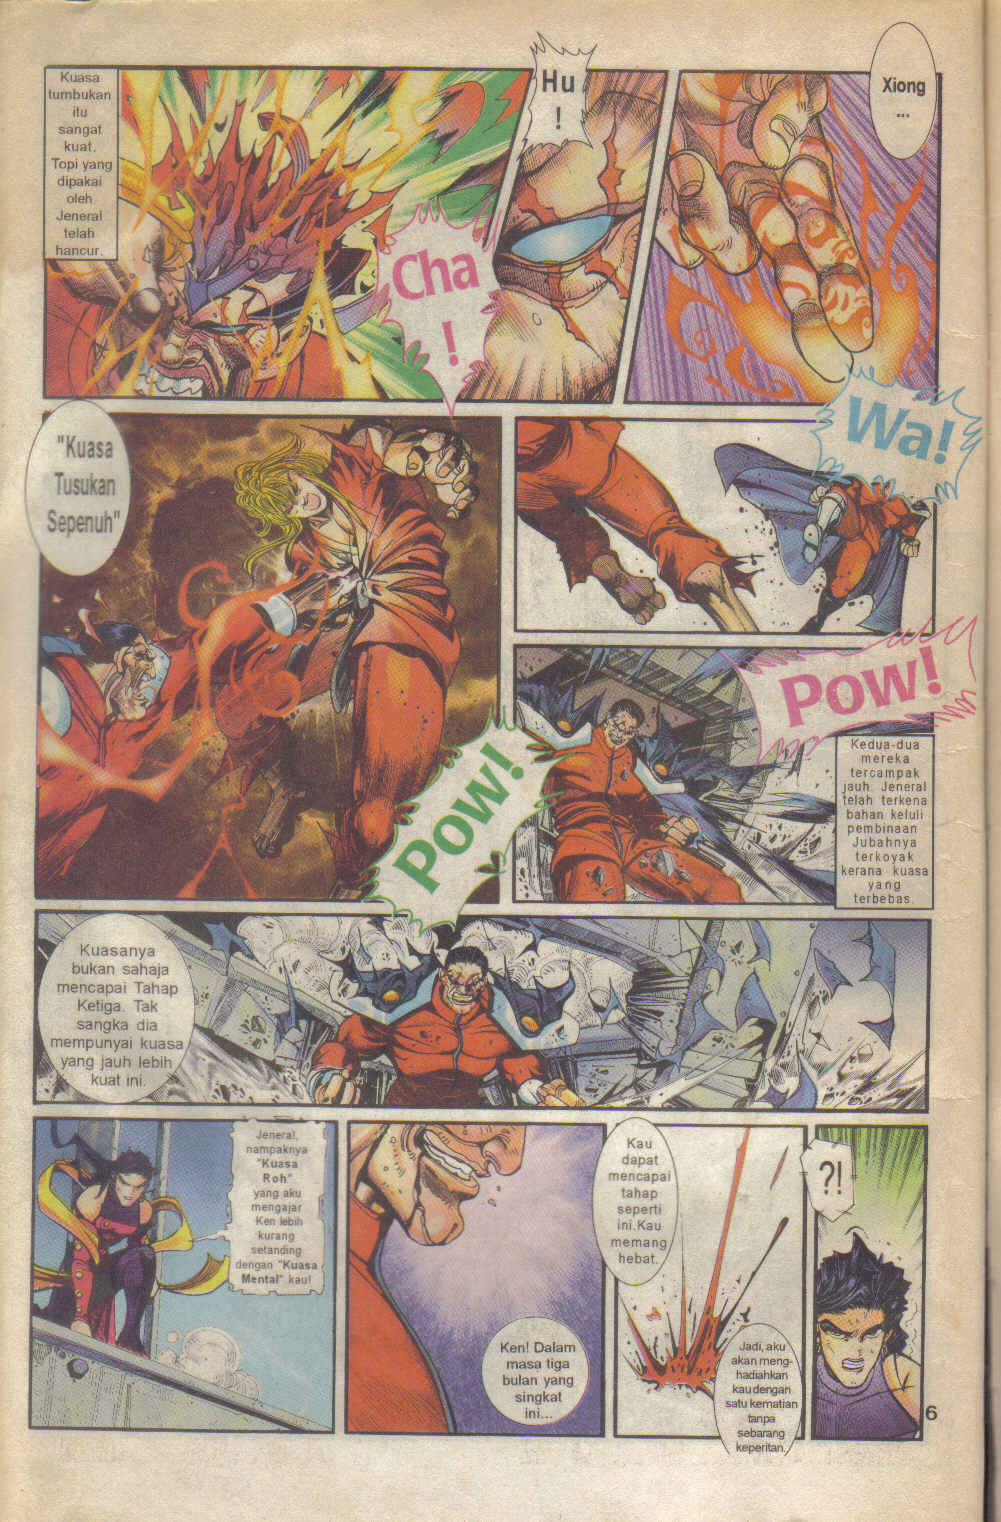 Kuasa
tumbukan
itu
sangat
kuat.
Topi yang
dipakai
oleh
Jeneral
telah
hancur.
Cha
!
Hu
!
Xiong
...
"Kuasa
Tusukan
Sepenuh"
Wa!
Pow!
Pow!
Kedua-dua
mereka
tercampak
jauh. Jeneral
telah terkena
bahan keluli
pembinaan
Jubahnya
terkoyak
kerana kuasa
yang
terbebas.
Kuasanya
bukan sahaja
mencapai Tahap
Ketiga. Tak
sangka dia
mempunyai kuasa
yang jauh lebih
kuat ini.
Jeneral,
nampaknya
"Kuasa
Roh"
yang aku
mengajar
Ken lebih
kurang
setanding
dengan "Kuasa
Mental" kau!
Ken! Dalam
masa tiga
bulan yang
singkat
ini...
Kau
dapat
mencapai
tahap
seperti
ini.Kau
memang
hebat.
Jadi, aku
akan meng-
hadiahkan
kau dengan
satu kematian
tanpa
sebarang
keperitan.
?!
6